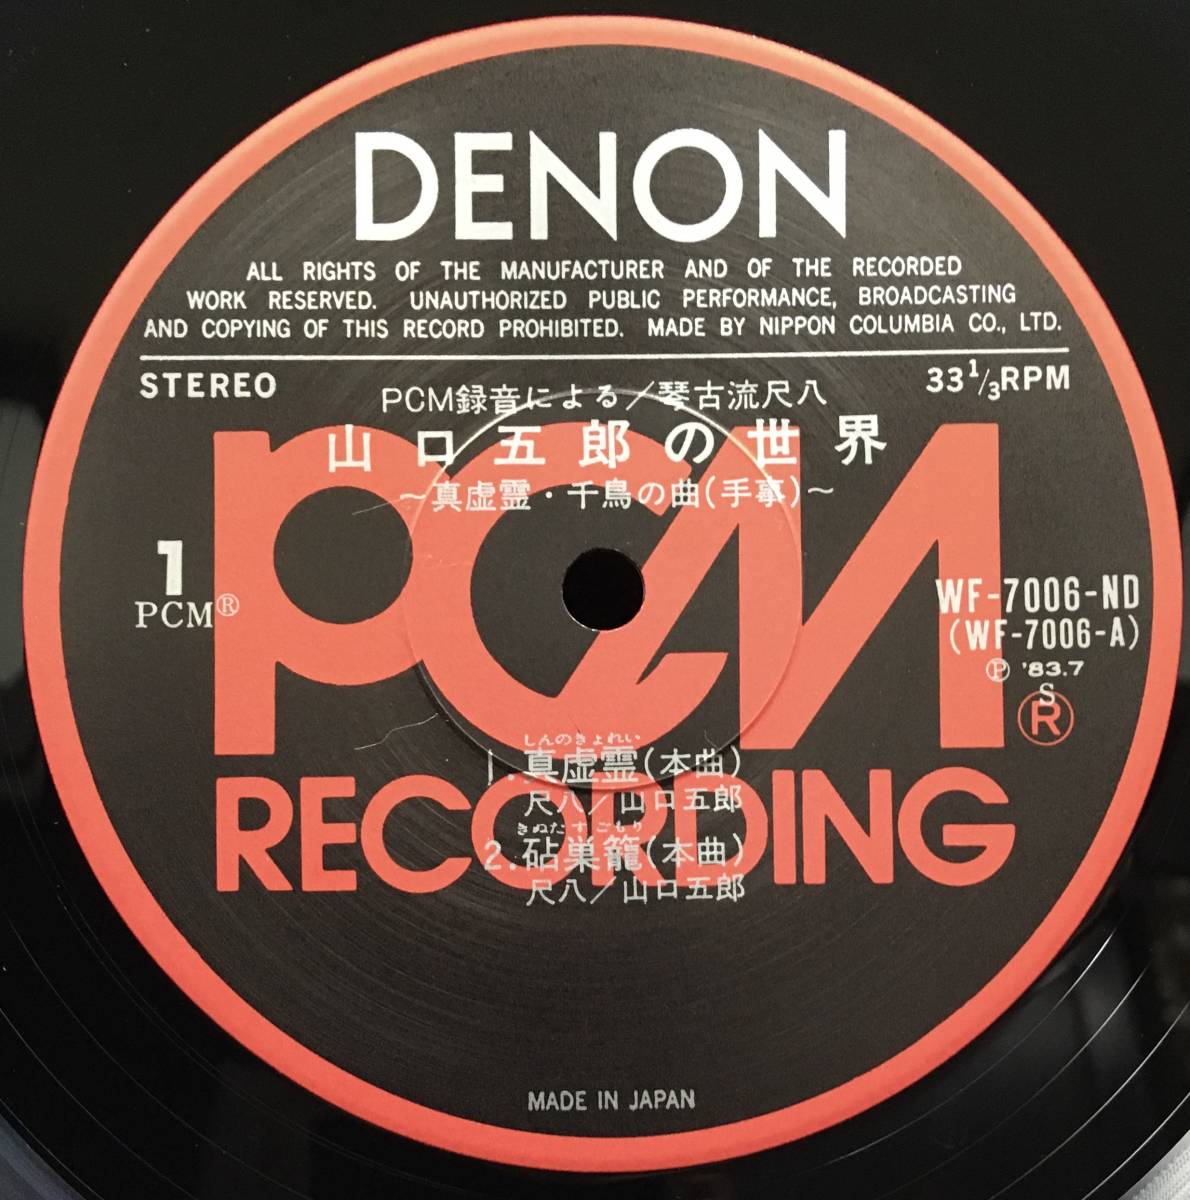 DENON
ALL RIGHTS OF THE MANUFACTURER AND OF THE RECORDED
WORK RESERVED. UNAUTHORIZED PUBLIC PERFORMANCE, BROADCASTING
AND COPYING OF THIS RECORD PROHIBITED. MADE BY NIPPON COLUMBIA CO., LTD.
STEREO
PCM録音による/琴古流尺八
33 1/3 RPM
山口五郎の世界
〜真虚霊・千鳥の曲(手事)〜
1
PCM®
WF-7006-ND
(WF-7006-A)
℗ '83.7
S
PCM®
RECORDING
しんのきょれい
1. 真虚霊(本曲)
尺八/山口五郎
きぬたすごもり
2. 砧巣籠(本曲)
尺八/山口五郎
MADE IN JAPAN